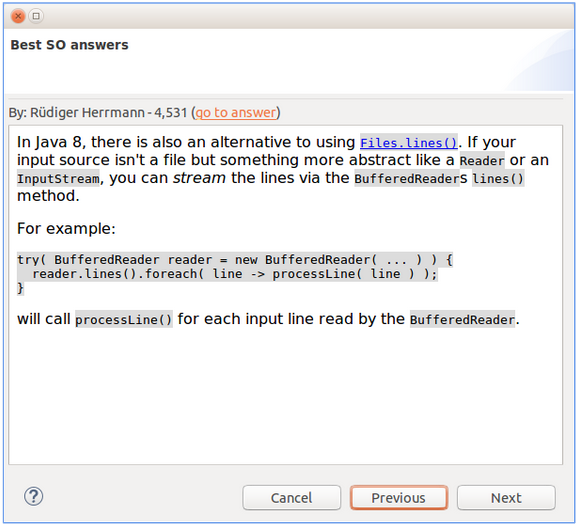 Best SO answers
By: Rüdiger Herrmann - 4,531 (go to answer)
In Java 8, there is also an alternative to using Files.lines(). If your
input source isn't a file but something more abstract like a Reader or an
InputStream, you can stream the lines via the BufferedReaders lines()
method.
For example:
try( BufferedReader reader = new BufferedReader( ... ) ) {
  reader.lines().foreach( line -> processLine( line ) );
}
will call processLine() for each input line read by the BufferedReader.
?
Cancel
Previous
Next